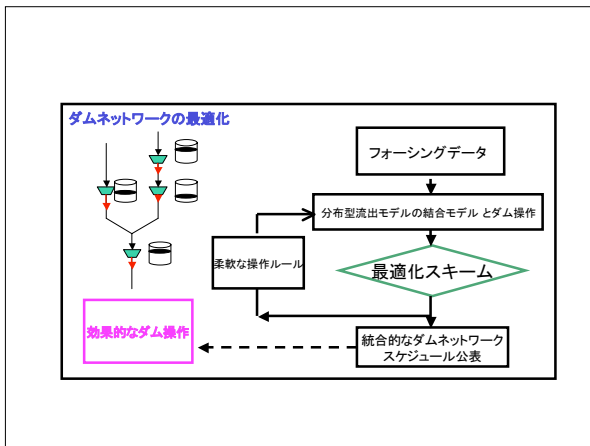 ダムネットワークの最適化
フォーシングデータ
分布型流出モデルの結合モデル とダム操作
柔軟な操作ルール
最適化スキーム
効果的なダム操作
統合的なダムネットワーク
スケジュール公表